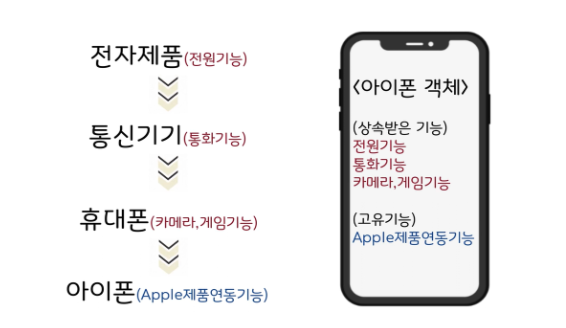 전자제품(전원기능)
통신기기(통화기능)
휴대폰(카메라,게임기능)
아이폰(Apple제품연동기능)
<아이폰 객체>
(상속받은 기능)
전원기능
통화기능
카메라,게임기능
(고유기능)
Apple제품연동기능